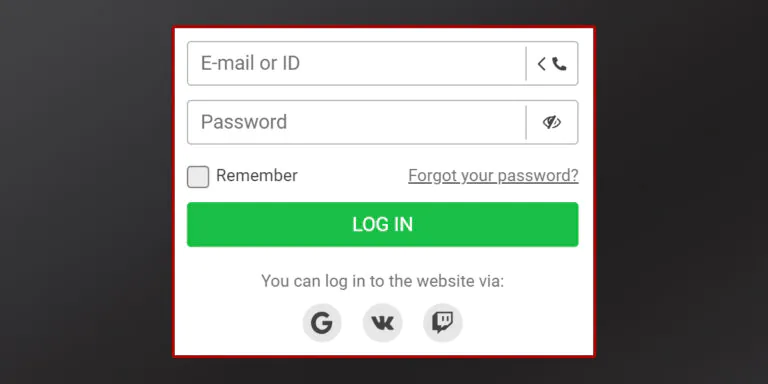 E-mail or ID
Password
Remember
Forgot your password?
LOG IN
You can log in to the website via: